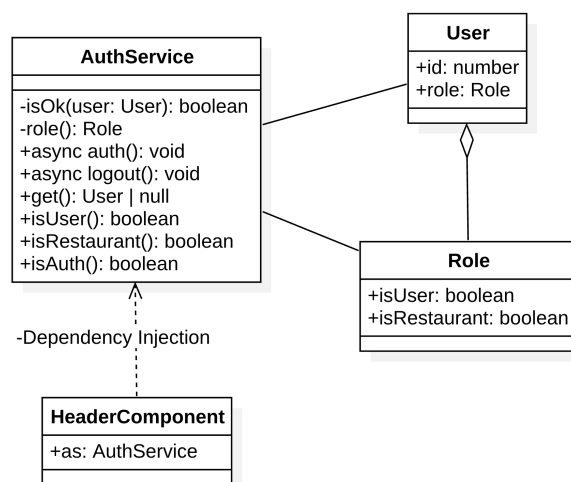 AuthService
-isOk(user: User): boolean
-role(): Role
+async auth(): void
+async logout(): void
+get(): User | null
+isUser(): boolean
+isRestaurant(): boolean
+isAuth(): boolean
User
+id: number
+role: Role
Role
+isUser: boolean
+isRestaurant: boolean
-Dependency Injection
HeaderComponent
+as: AuthService